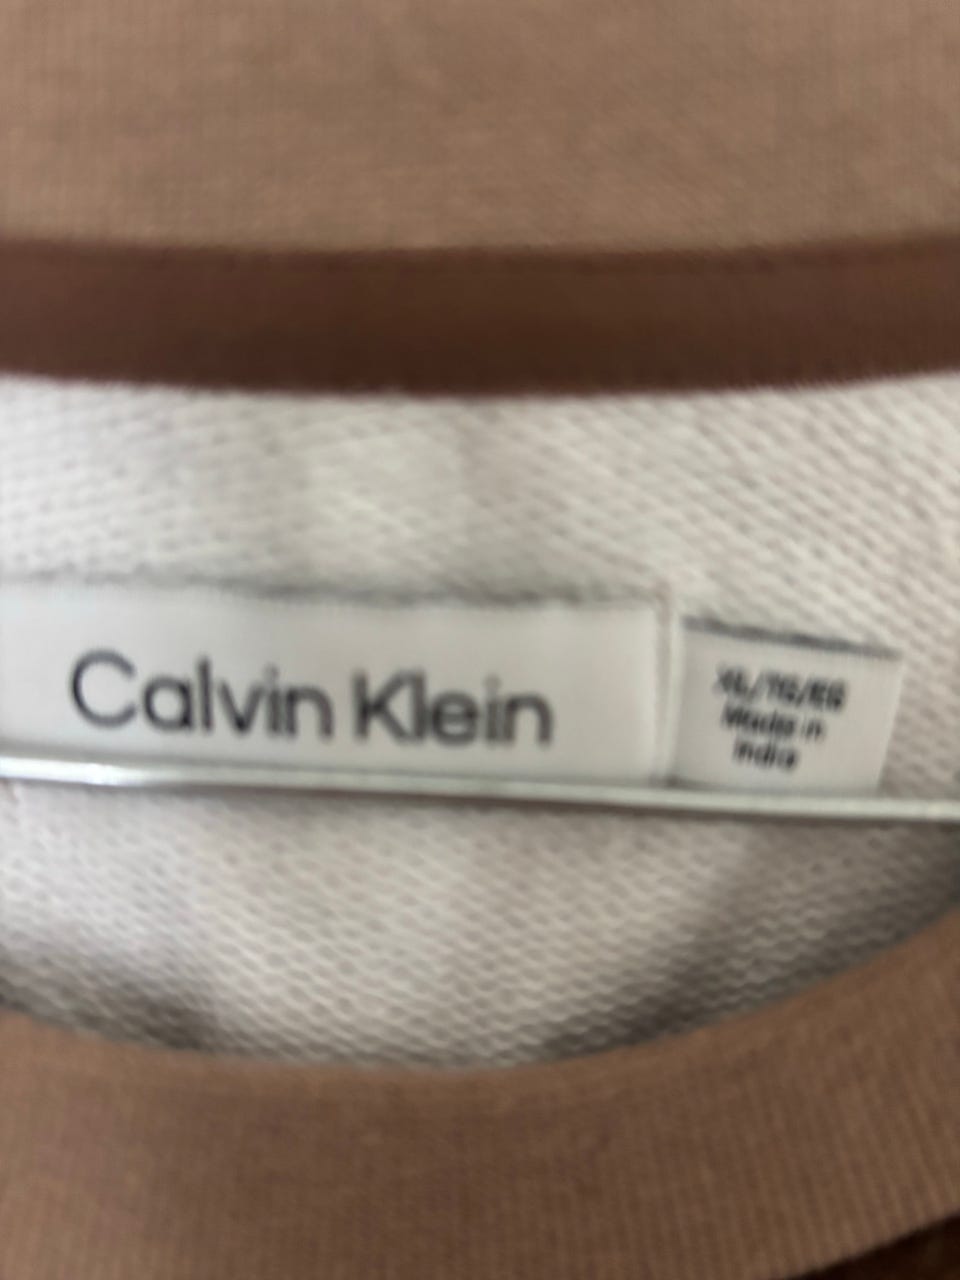 Calvin Klein
XL/TG/EG
Made in
India